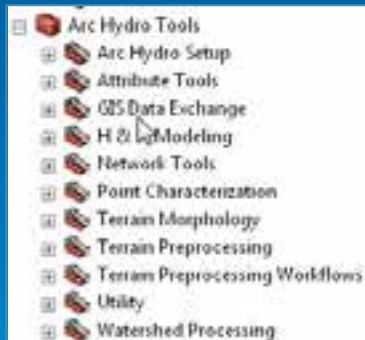 Arc Hydro Tools
Arc Hydro Setup
Attribute Tools
GIS Data Exchange
H & Modeling
Network Tools
Point Characterization
Terrain Morphology
Terrain Preprocessing
Terrain Preprocessing Workflows
Utility
Watershed Processing